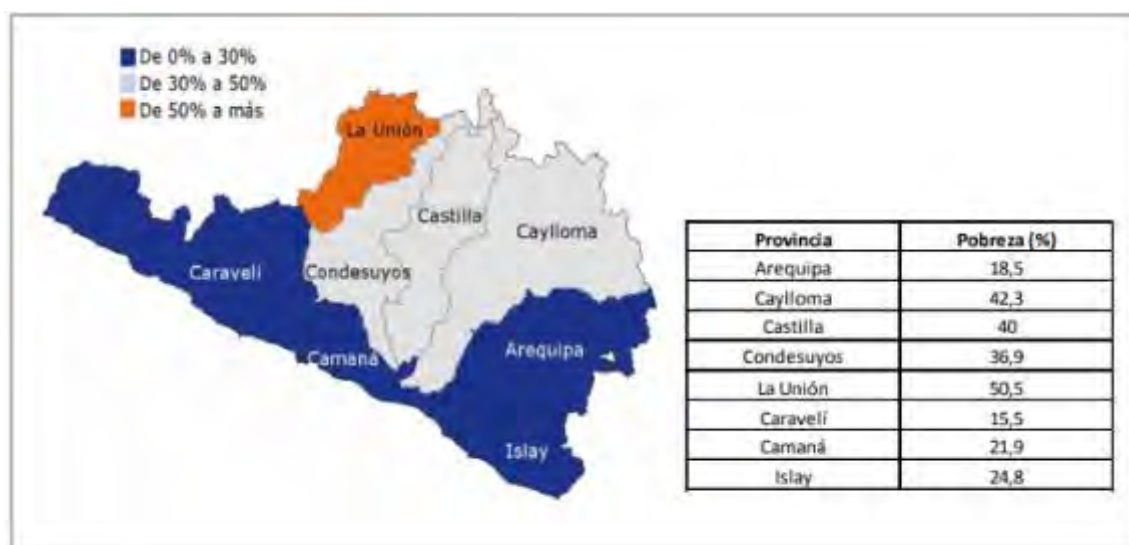 De 0% a 30%
De 30% a 50%
De 50% a más
La Unión
Castilla
Caylloma
Caravelí
Condesuyos
Camaná
Arequipa
Islay
Provincia Pobreza (%)
Arequipa 18,5
Caylloma 42,3
Castilla 40
Condesuyos 36,9
La Unión 50,5
Caravelí 15,5
Camaná 21,9
Islay 24,8